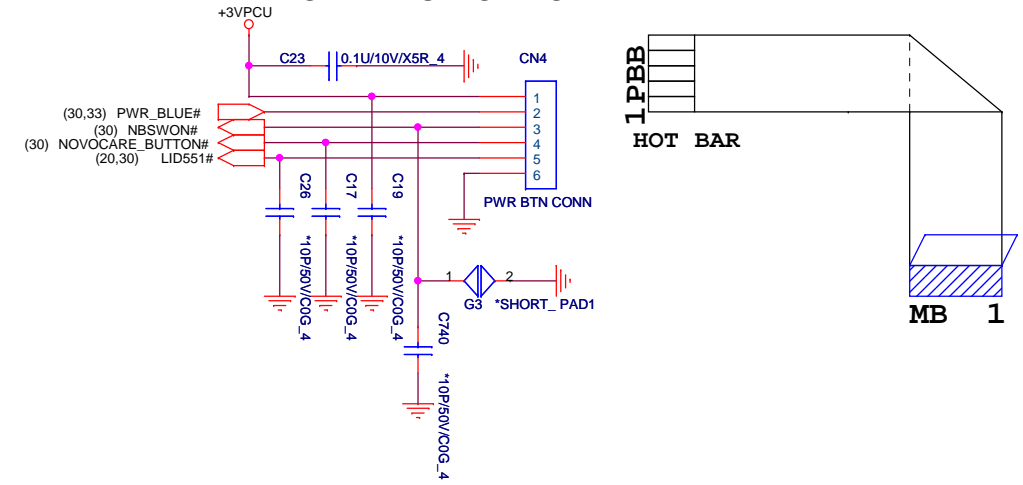 +3VPCU
C23
0.1U/10V/X5R_4
CN4
1
2
3
4
5
6
PWR BTN CONN
(30,33) PWR_BLUE#
(30) NBSWON#
(30) NOVOCARE_BUTTON#
(20,30) LID551#
C26
C17
C19
*10P/50V/C0G_4
*10P/50V/C0G_4
*10P/50V/C0G_4
1
2
G3
*SHORT_ PAD1
C740
*10P/50V/C0G_4
1PBB
HOT BAR
MB 1